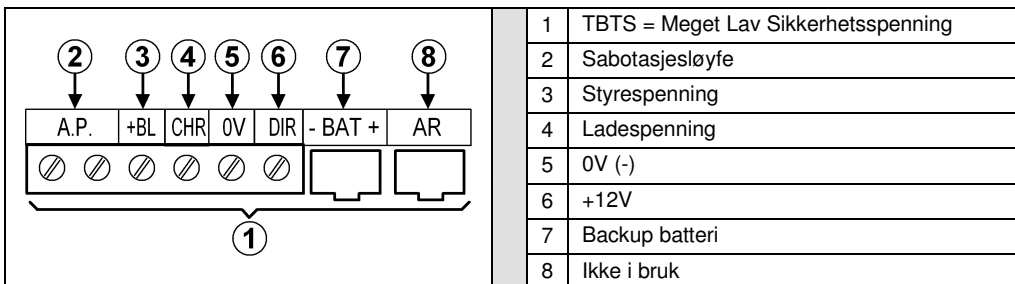 2 3 4 5 6 7 8
A.P. +BL CHR 0V DIR - BAT + AR
1
1 TBTS = Meget Lav Sikkerhetsspenning
2 Sabotasjesløyfe
3 Styrespenning
4 Ladespenning
5 0V (-)
6 +12V
7 Backup batteri
8 Ikke i bruk